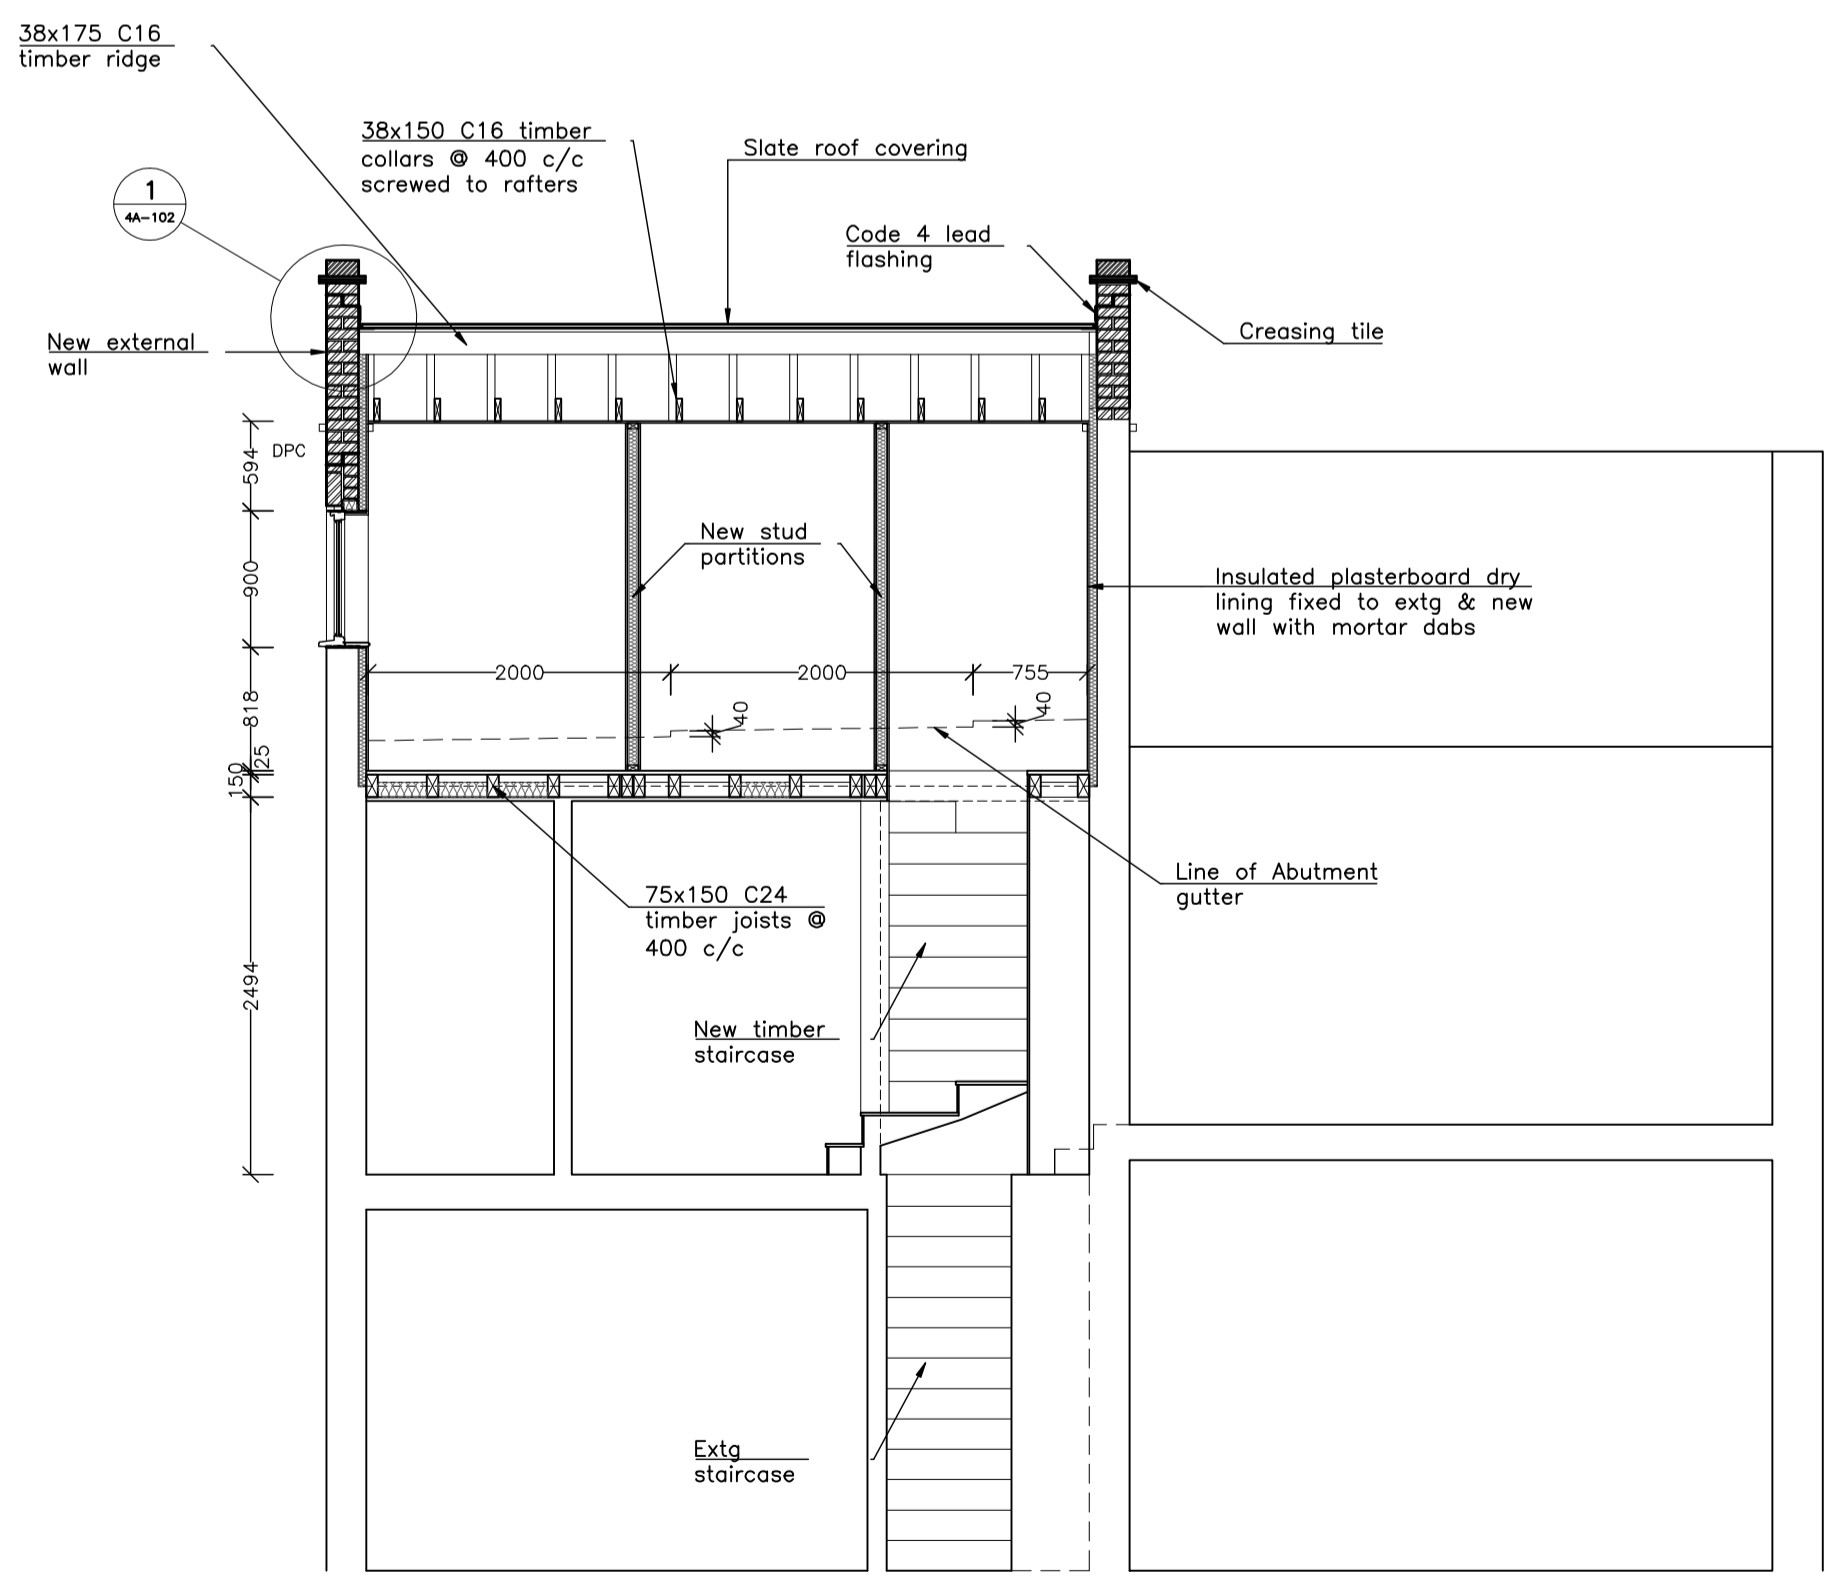 38x175 C16
timber ridge
38x150 C16 timber
collars @ 400 c/c
screwed to rafters
Slate roof covering
1
4A-102
Code 4 lead
flashing
Creasing tile
New external
wall
DPC
594
New stud
partitions
900
Insulated plasterboard dry
lining fixed to extg & new
wall with mortar dabs
2000
2000
755
818
40
40
25
150
Line of Abutment
gutter
75x150 C24
timber joists @
400 c/c
2494
New timber
staircase
Extg
staircase